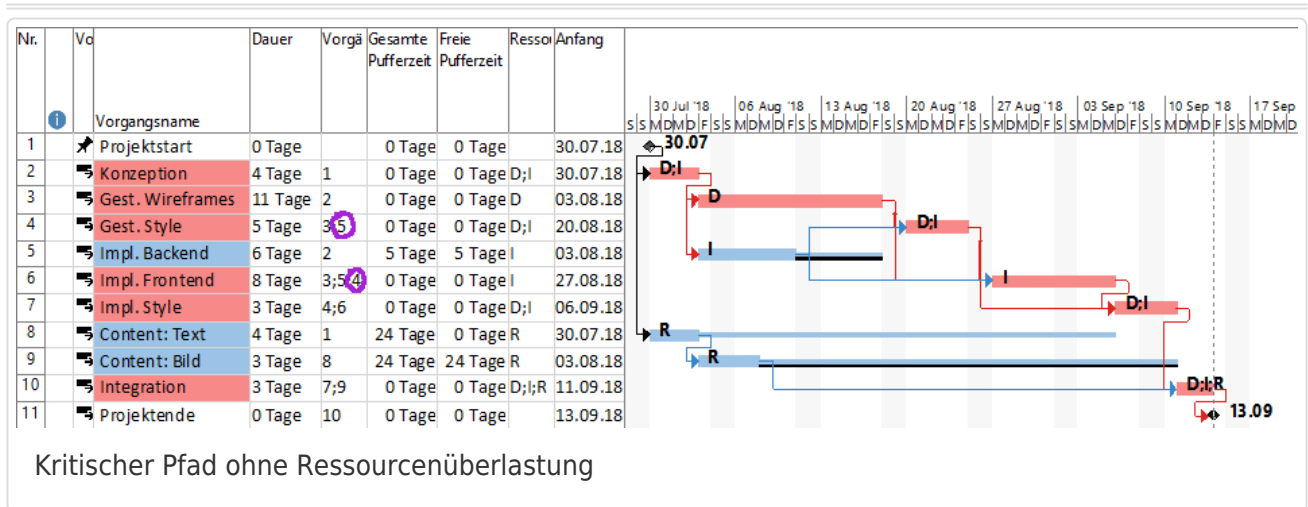 Nr. Vo Dauer Vorgä Gesamte Freie Ressou Anfang
Pufferzeit Pufferzeit
30 Jul '18 06 Aug '18 13 Aug '18 20 Aug '18 27 Aug '18 03 Sep '18 10 Sep '18 17 Sep
i Vorgangsname S S M D M D F S S M D M D F S S M D M D F S S M D M D F S S M D M D F S S M D M D F S S M D M D F S S M D M D
1 Projektstart 0 Tage 0 Tage 0 Tage 30.07.18 30.07
2 Konzeption 4 Tage 1 0 Tage 0 Tage D;I 30.07.18 D;I
3 Gest. Wireframes 11 Tage 2 0 Tage 0 Tage D 03.08.18 D
4 Gest. Style 5 Tage 3;5 0 Tage 0 Tage D;I 20.08.18 D;I
5 Impl. Backend 6 Tage 2 5 Tage 5 Tage I 03.08.18 I
6 Impl. Frontend 8 Tage 3;5;4 0 Tage 0 Tage I 27.08.18 I
7 Impl. Style 3 Tage 4;6 0 Tage 0 Tage D;I 06.09.18 D;I
8 Content: Text 4 Tage 1 24 Tage 0 Tage R 30.07.18 R
9 Content: Bild 3 Tage 8 24 Tage 24 Tage R 03.08.18 R
10 Integration 3 Tage 7;9 0 Tage 0 Tage D;I;R 11.09.18 D;I;R
11 Projektende 0 Tage 10 0 Tage 0 Tage 13.09.18 13.09
Kritischer Pfad ohne Ressourcenüberlastung